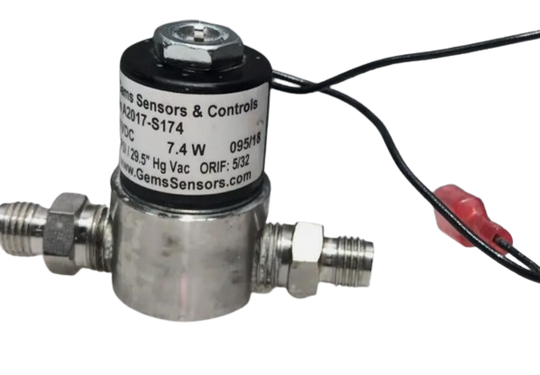 ems Sensors & Controls
A2017-S174
VDC 7.4 W 095/18
/ 29.5" Hg Vac ORIF: 5/32
www.GemsSensors.com